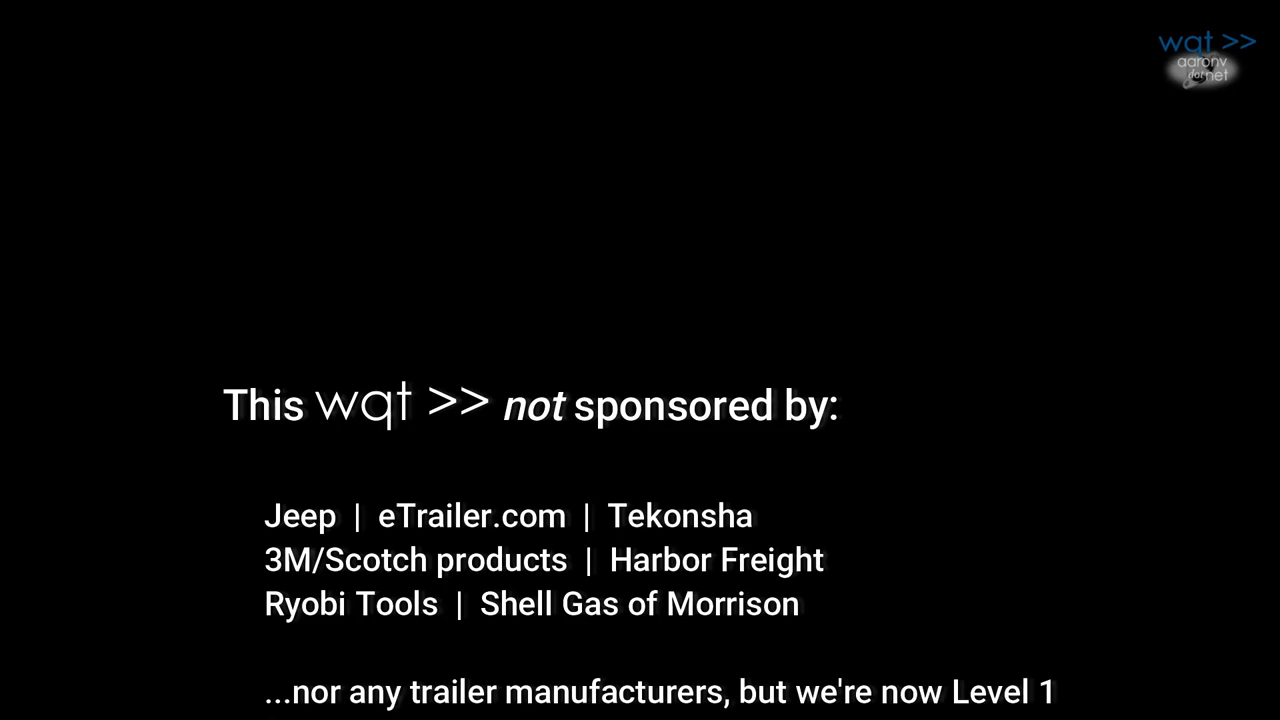 wqt >>
aaronv
dot net
This wqt >> not sponsored by:
Jeep | eTrailer.com | Tekonsha
3M/Scotch products | Harbor Freight
Ryobi Tools | Shell Gas of Morrison
...nor any trailer manufacturers, but we're now Level 1